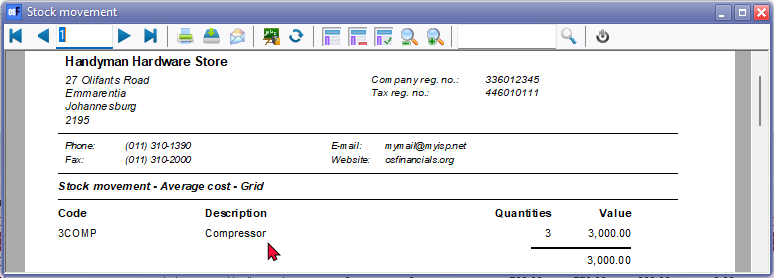 Stock movement
1
Handyman Hardware Store
27 Olifants Road
Company reg. no.: 336012345
Emmarentia
Tax reg. no.: 446010111
Johannesburg
2195
Phone: (011) 310-1390 E-mail: mymail@myisp.net
Fax: (011) 310-2000 Website: osfinancials.org
Stock movement - Average cost - Grid
Code Description Quantities Value
3COMP Compressor 3 3,000.00
3,000.00